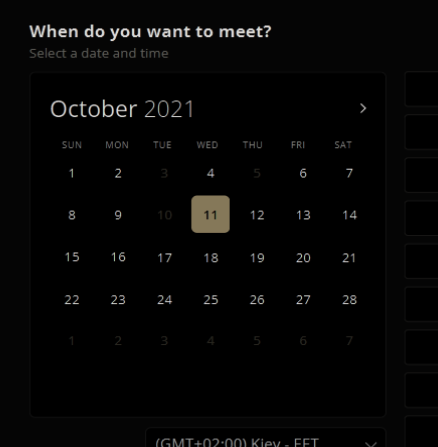 When do you want to meet?
Select a date and time
October 2021
SUN MON TUE WED THU FRI SAT
1 2 3 4 5 6 7
8 9 10 11 12 13 14
15 16 17 18 19 20 21
22 23 24 25 26 27 28
1 2 3 4 5 6 7
(GMT+02:00) Kiev - EET